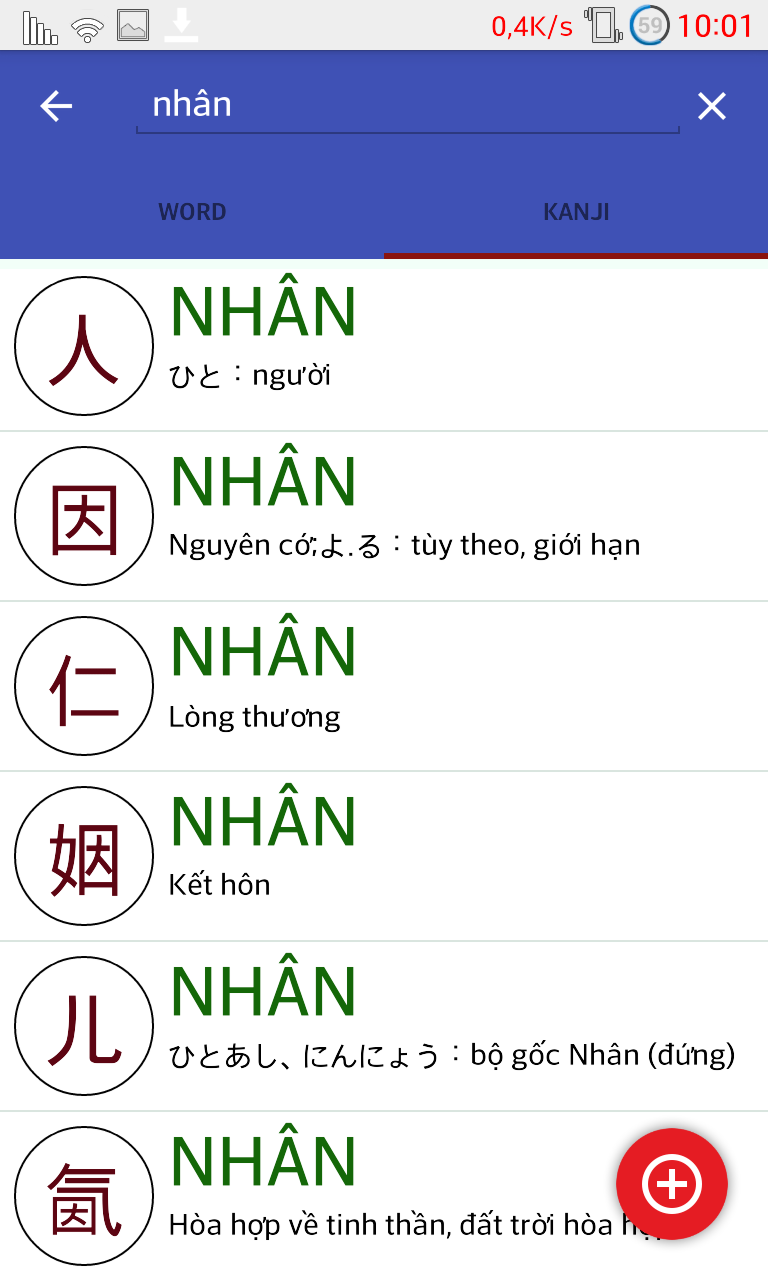 0,4K/s 59 10:01
nhân
WORD KANJI
人 NHÂN
ひと：người
因 NHÂN
Nguyên cớ;よ.る：tùy theo, giới hạn
仁 NHÂN
Lòng thương
姻 NHÂN
Kết hôn
儿 NHÂN
ひとあし、にんにょう：bộ gốc Nhân (đứng)
氤 NHÂN
Hòa hợp về tinh thần, đất trời hòa